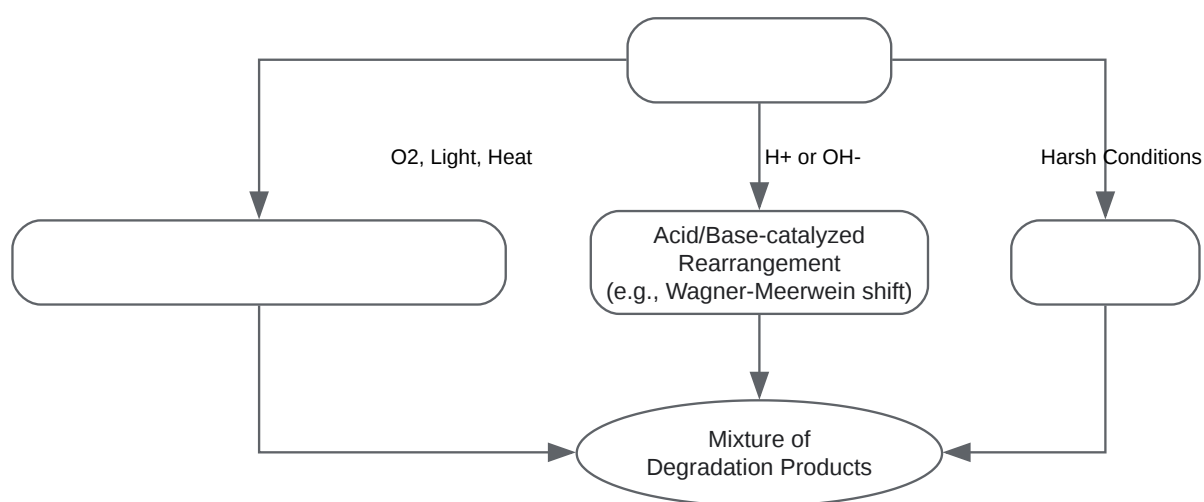 O2, Light, Heat
H+ or OH-
Harsh Conditions
Acid/Base-catalyzed
Rearrangement
(e.g., Wagner-Meerwein shift)
Mixture of
Degradation Products